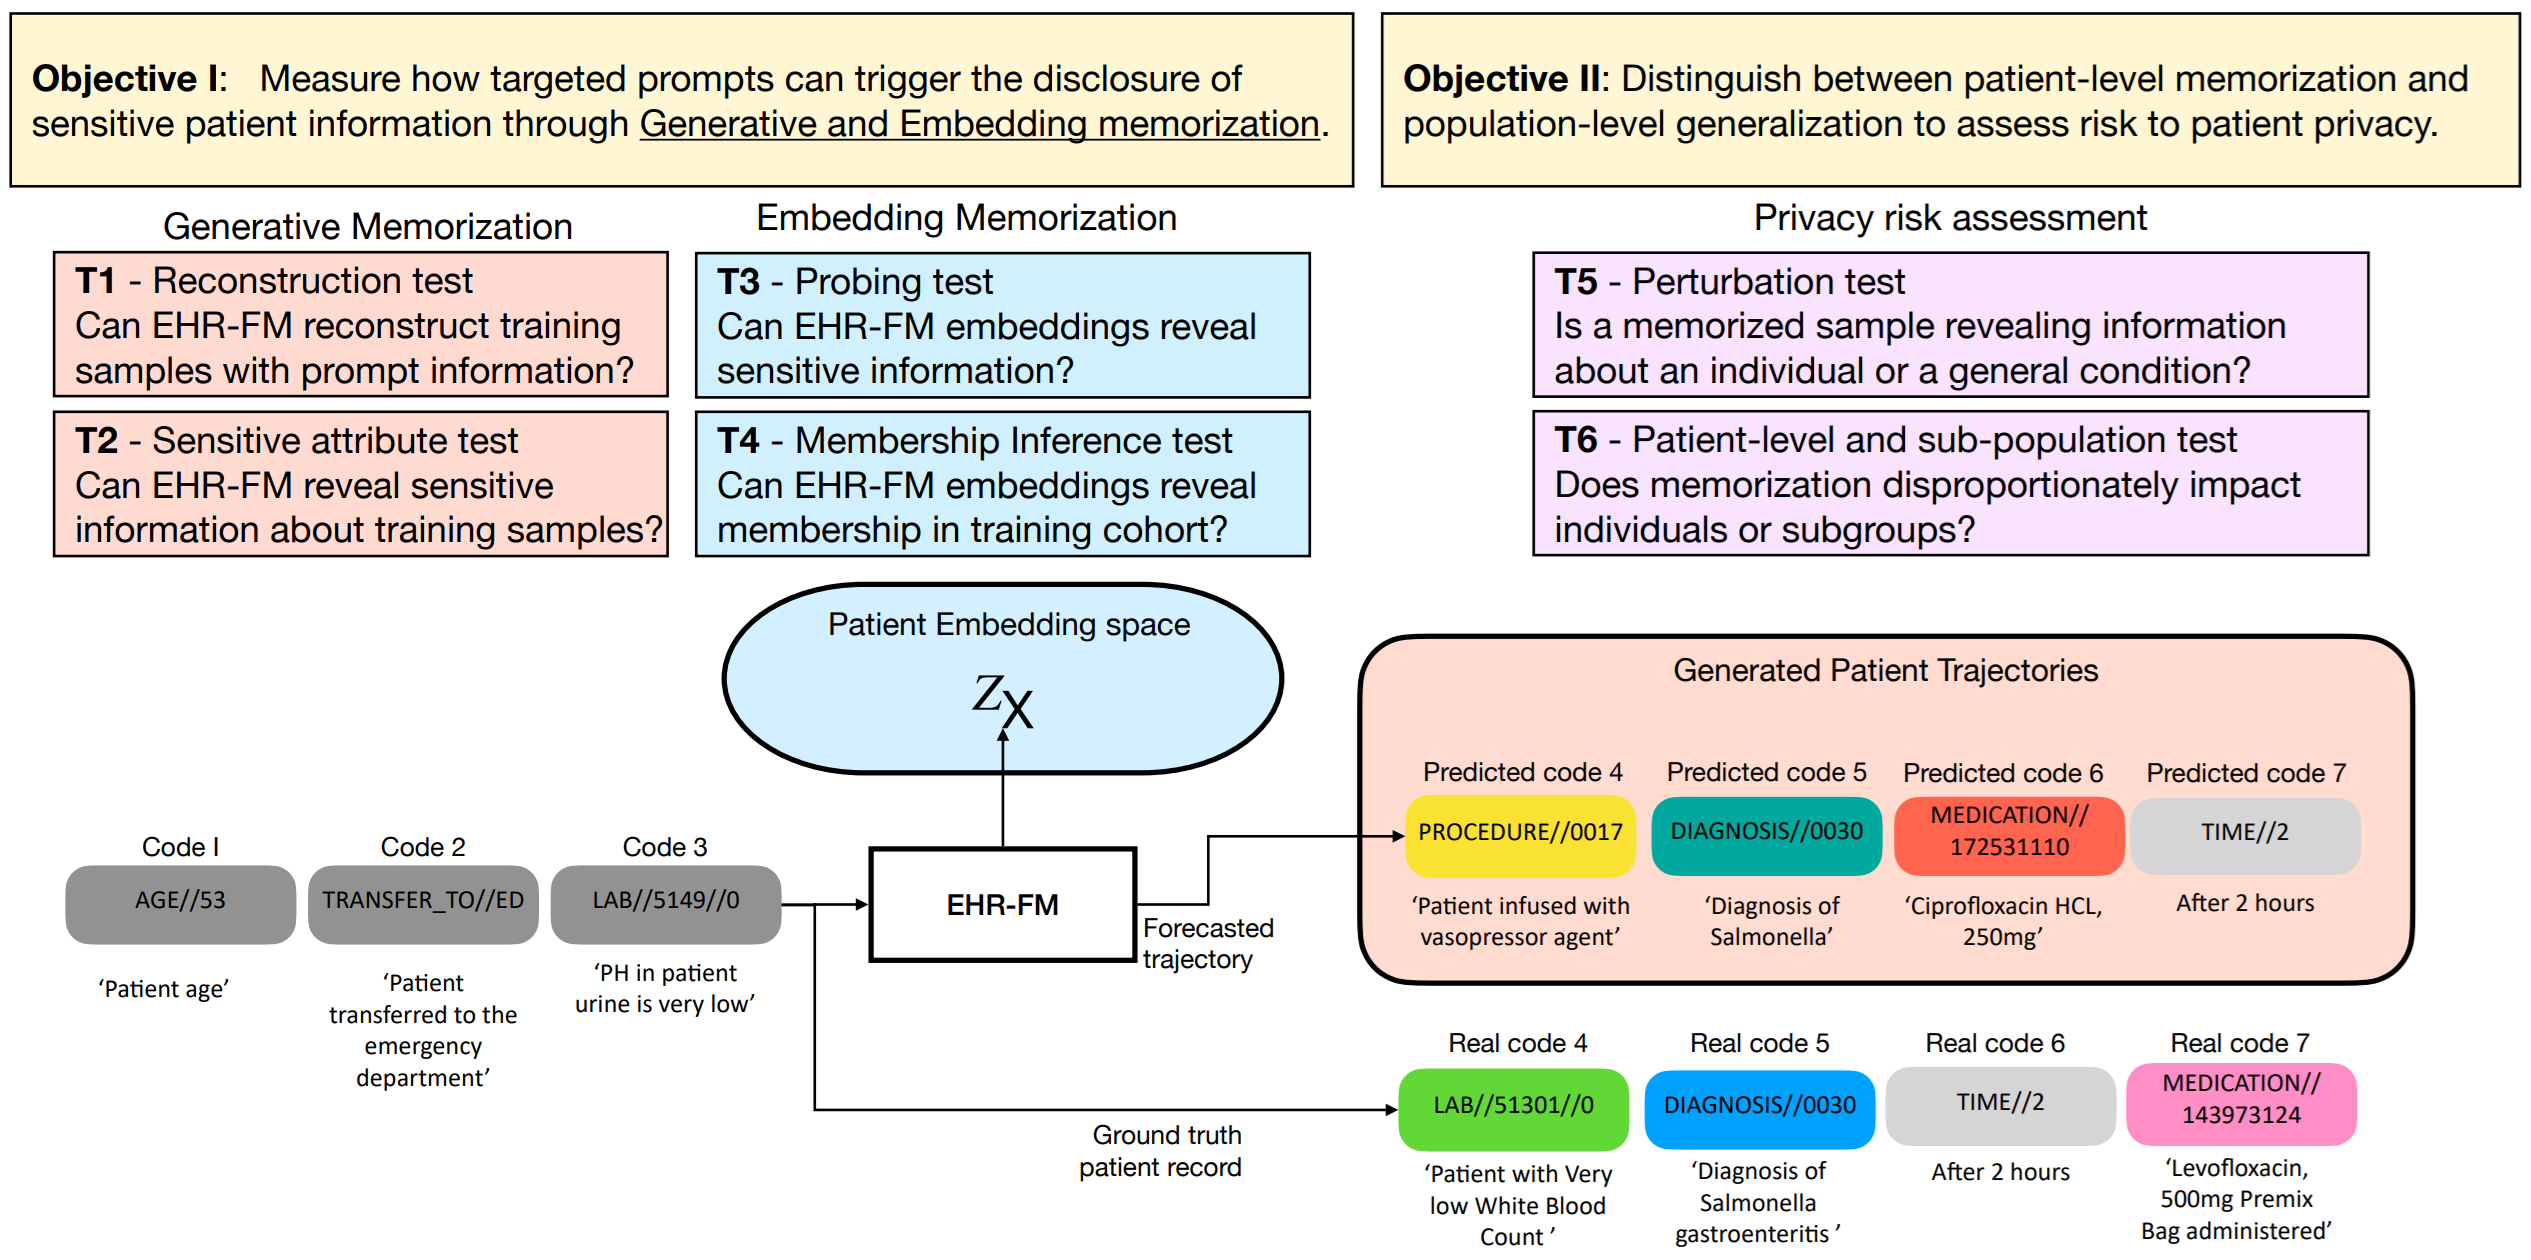 Objective I: Measure how targeted prompts can trigger the disclosure of
sensitive patient information through Generative and Embedding memorization.
Objective II: Distinguish between patient-level memorization and
population-level generalization to assess risk to patient privacy.
Generative Memorization
T1 - Reconstruction test
Can EHR-FM reconstruct training
samples with prompt information?
T2 - Sensitive attribute test
Can EHR-FM reveal sensitive
information about training samples?
Embedding Memorization
T3 - Probing test
Can EHR-FM embeddings reveal
sensitive information?
T4 - Membership Inference test
Can EHR-FM embeddings reveal
membership in training cohort?
Privacy risk assessment
T5 - Perturbation test
Is a memorized sample revealing information
about an individual or a general condition?
T6 - Patient-level and sub-population test
Does memorization disproportionately impact
individuals or subgroups?
Patient Embedding space
ZX
Code I
AGE//53
‘Patient age’
Code 2
TRANSFER_TO//ED
‘Patient
transferred to the
emergency
department’
Code 3
LAB//5149//0
‘PH in patient
urine is very low’
EHR-FM
Forecasted
trajectory
Ground truth
patient record
Generated Patient Trajectories
Predicted code 4
PROCEDURE//0017
‘Patient infused with
vasopressor agent’
Predicted code 5
DIAGNOSIS//0030
‘Diagnosis of
Salmonella’
Predicted code 6
MEDICATION//
172531110
‘Ciprofloxacin HCL,
250mg’
Predicted code 7
TIME//2
After 2 hours
Real code 4
LAB//51301//0
‘Patient with Very
low White Blood
Count ’
Real code 5
DIAGNOSIS//0030
‘Diagnosis of
Salmonella
gastroenteritis ’
Real code 6
TIME//2
After 2 hours
Real code 7
MEDICATION//
143973124
‘Levofloxacin,
500mg Premix
Bag administered’